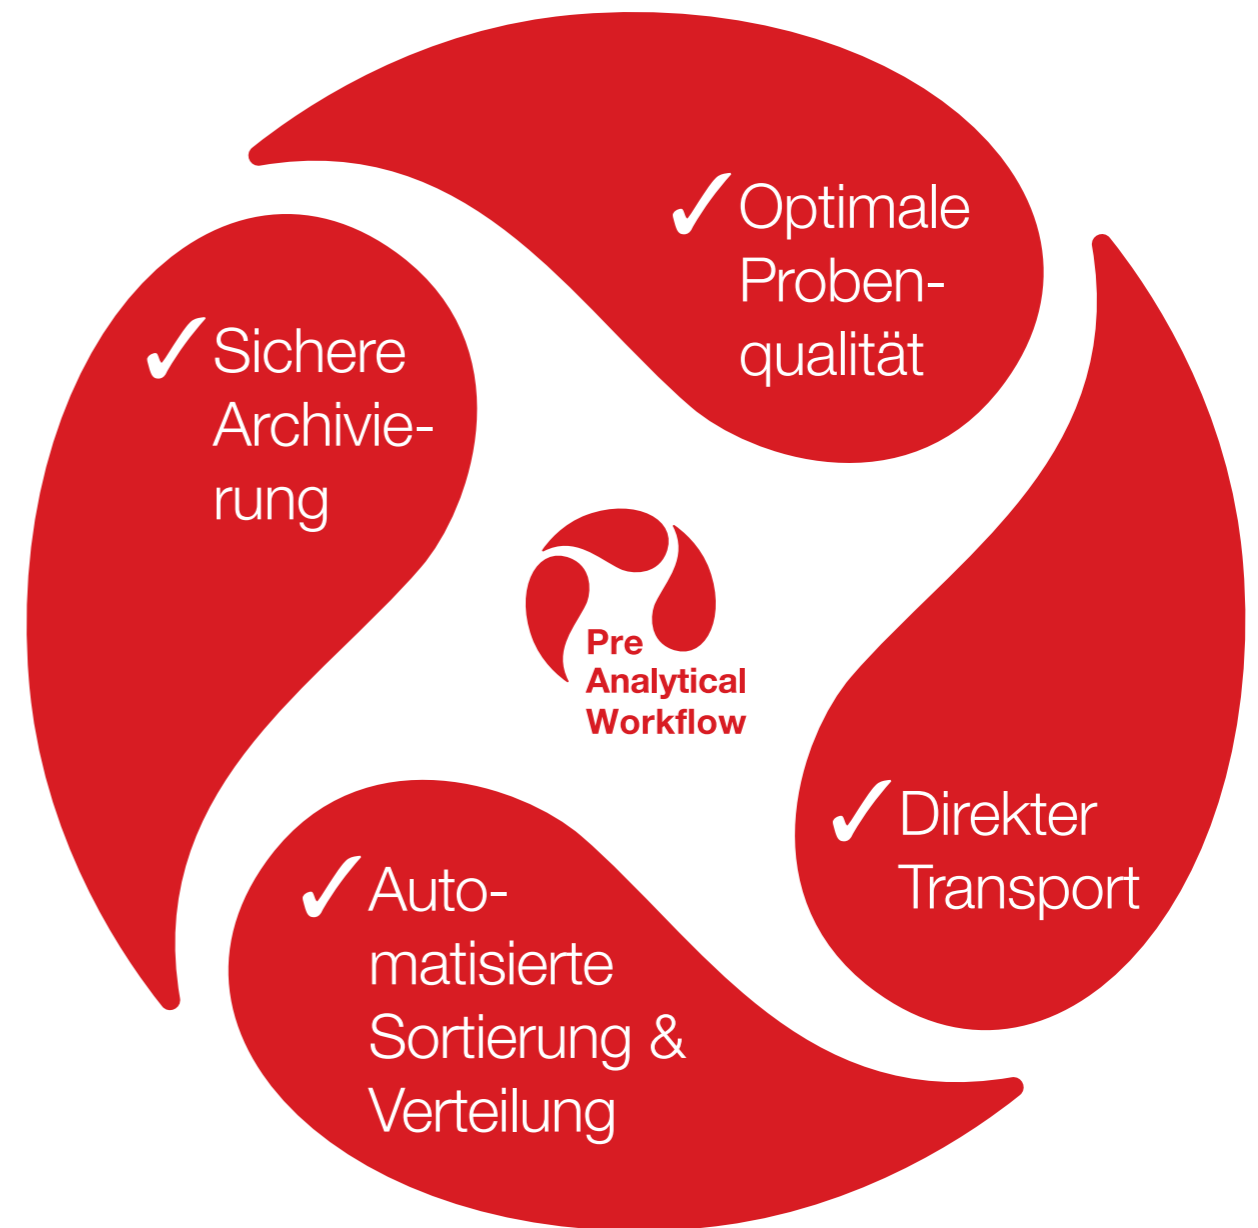 ✓ Optimale
Proben-
qualität
✓ Direkter
Transport
✓ Auto-
matisierte
Sortierung &
Verteilung
✓ Sichere
Archivie-
rung
Pre
Analytical
Workflow